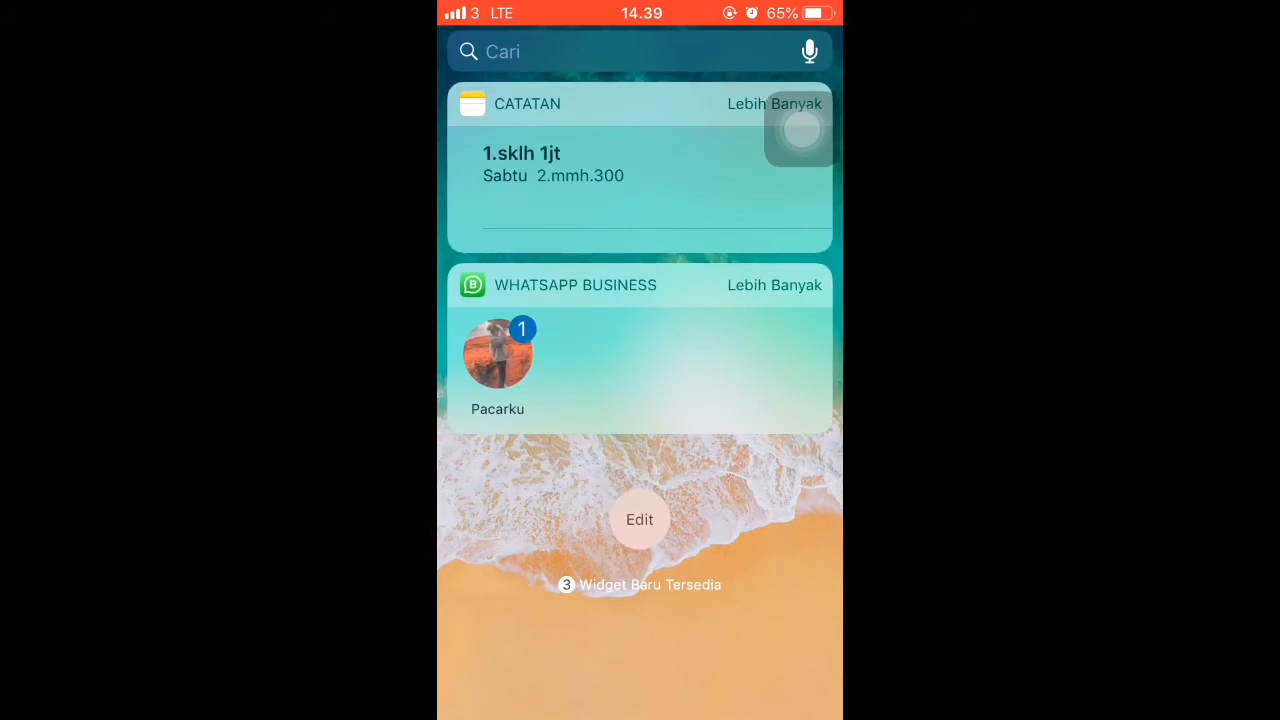 3 LTE 14.39 65%
Cari
CATATAN Lebih Banyak
1.sklh 1jt
Sabtu 2.mmh.300
B WHATSAPP BUSINESS Lebih Banyak
1
Pacarku
Edit
3 Widget Baru Tersedia